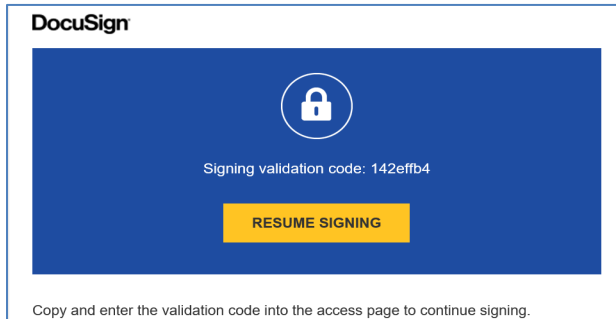 DocuSign
Signing validation code: 142effb4
RESUME SIGNING
Copy and enter the validation code into the access page to continue signing.